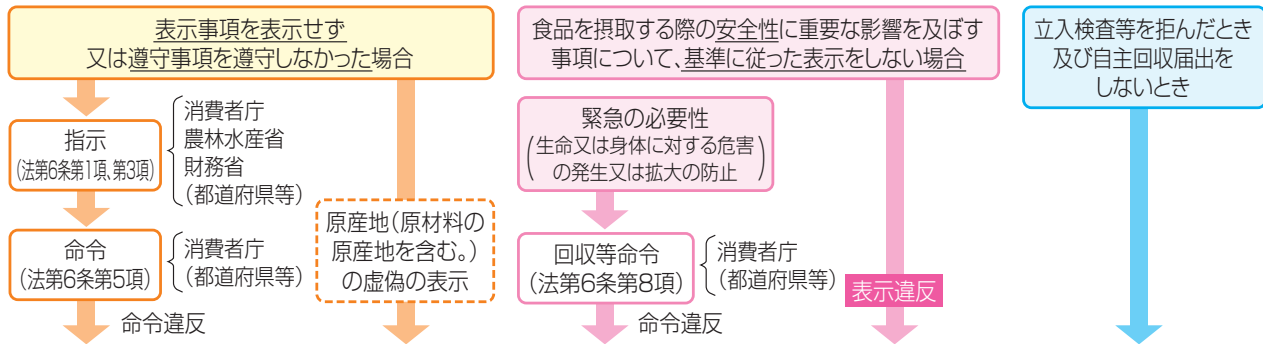 表示事項を表示せず
又は遵守事項を遵守しなかった場合
指示
(法第6条第1項、第3項)
消費者庁
農林水産省
財務省
(都道府県等)
命令
(法第6条第5項)
消費者庁
(都道府県等)
命令違反
原産地(原材料の
原産地を含む。)
の虚偽の表示
食品を摂取する際の安全性に重要な影響を及ぼす
事項について、基準に従った表示をしない場合
緊急の必要性
(生命又は身体に対する危害
の発生又は拡大の防止)
回収等命令
(法第6条第8項)
消費者庁
(都道府県等)
命令違反
表示違反
立入検査等を拒んだとき
及び自主回収届出を
しないとき